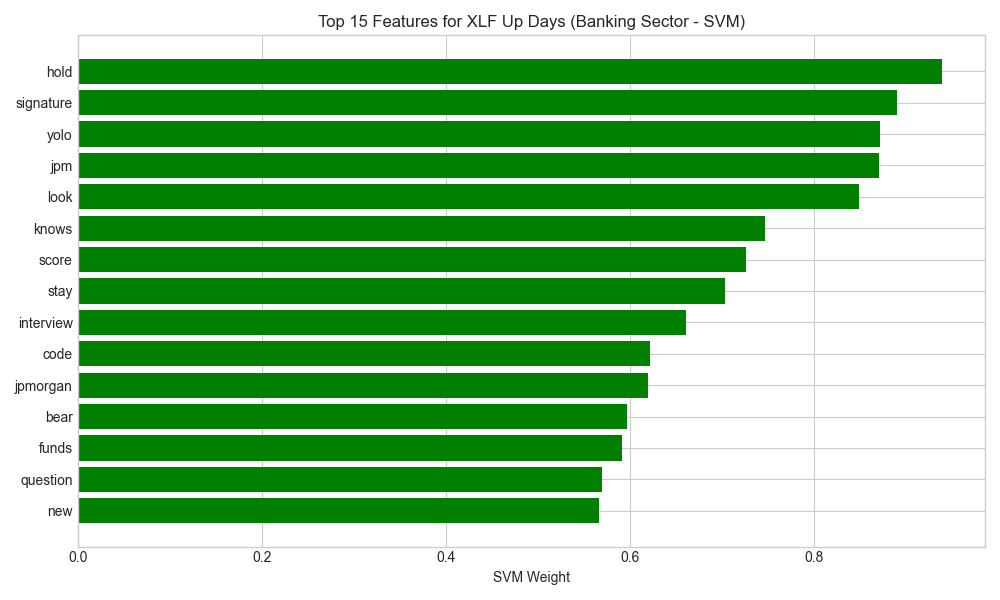 Top 15 Features for XLF Up Days (Banking Sector - SVM)
hold
signature
yolo
jpm
look
knows
score
stay
interview
code
jpmorgan
bear
funds
question
new
0.0 0.2 0.4 0.6 0.8
SVM Weight